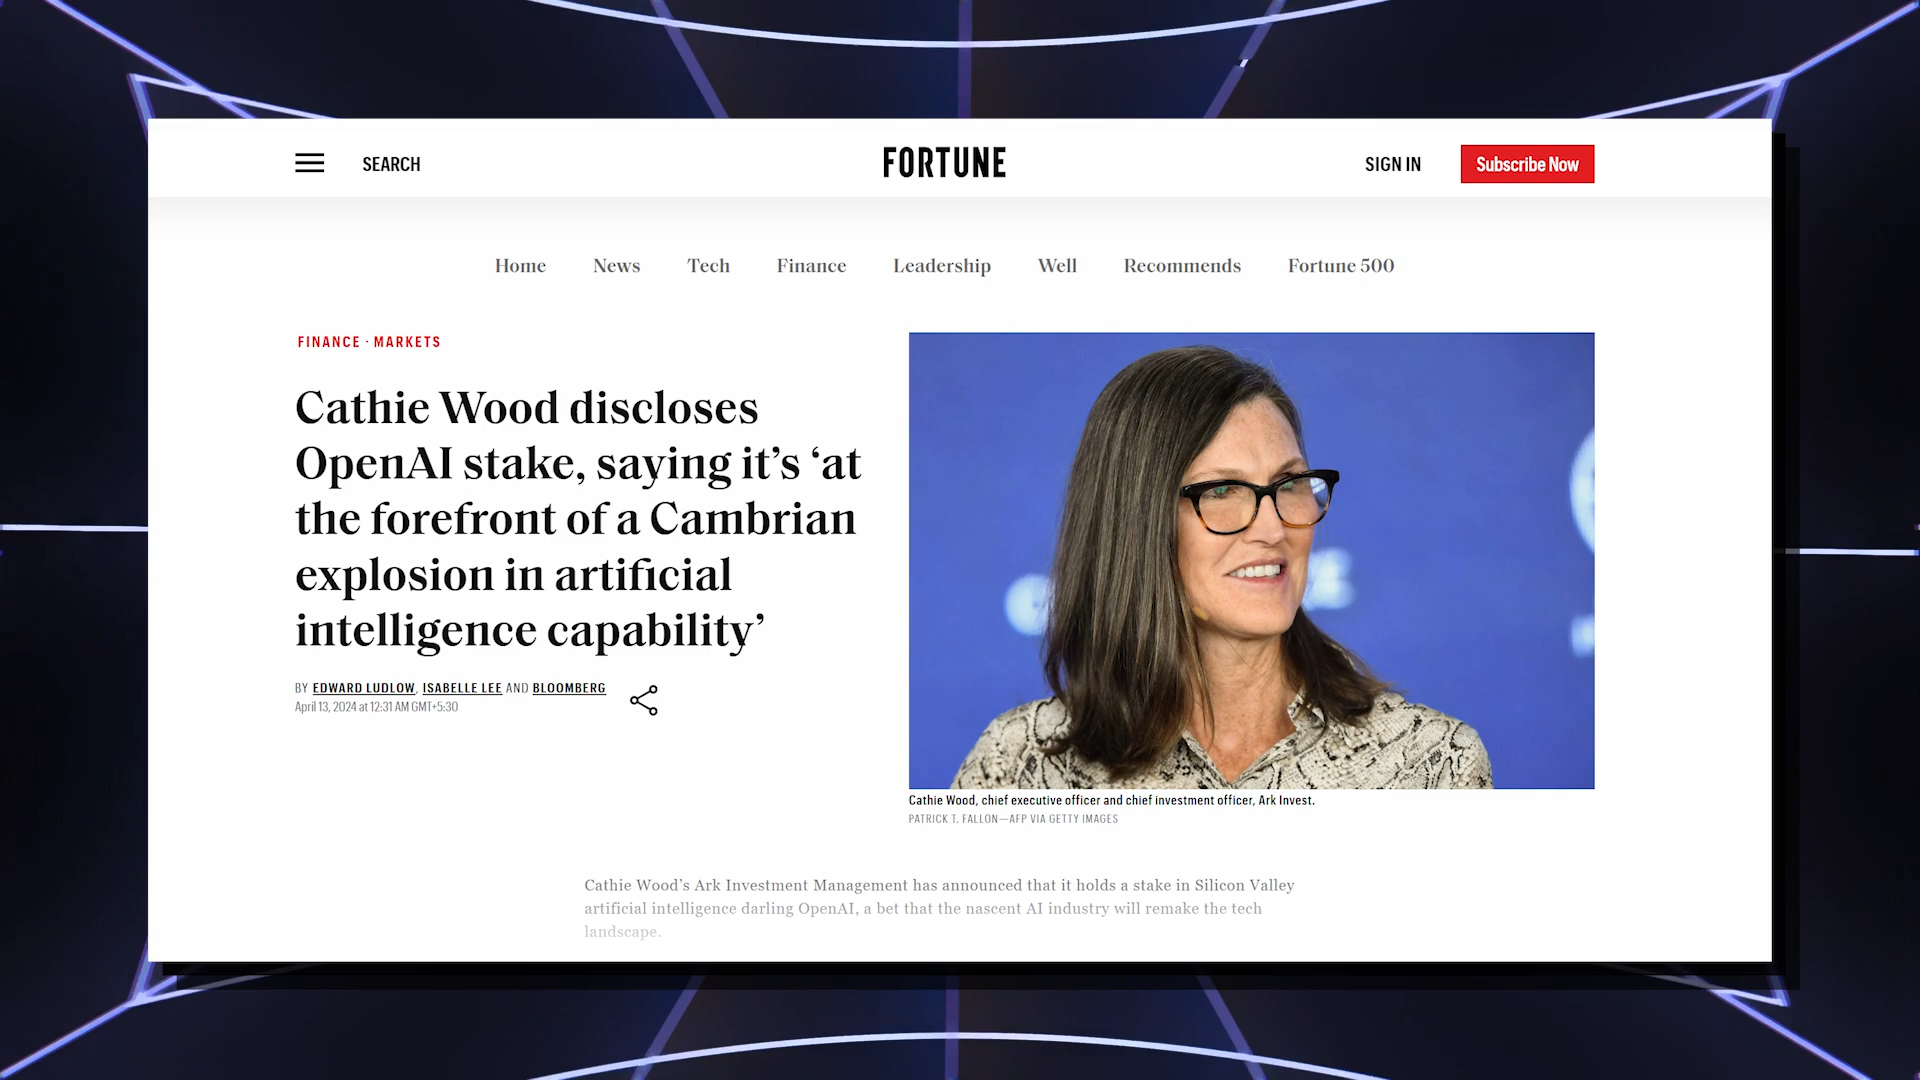 SEARCH
FORTUNE
SIGN IN
Subscribe Now
Home
News
Tech
Finance
Leadership
Well
Recommends
Fortune 500
FINANCE · MARKETS
Cathie Wood discloses
OpenAI stake, saying it’s ‘at
the forefront of a Cambrian
explosion in artificial
intelligence capability’
BY EDWARD LUDLOW, ISABELLE LEE AND BLOOMBERG
April 13, 2024 at 12:31 AM GMT+5:30
Cathie Wood, chief executive officer and chief investment officer, Ark Invest.
PATRICK T. FALLON—AFP VIA GETTY IMAGES
Cathie Wood’s Ark Investment Management has announced that it holds a stake in Silicon Valley
artificial intelligence darling OpenAI, a bet that the nascent AI industry will remake the tech
landscape.